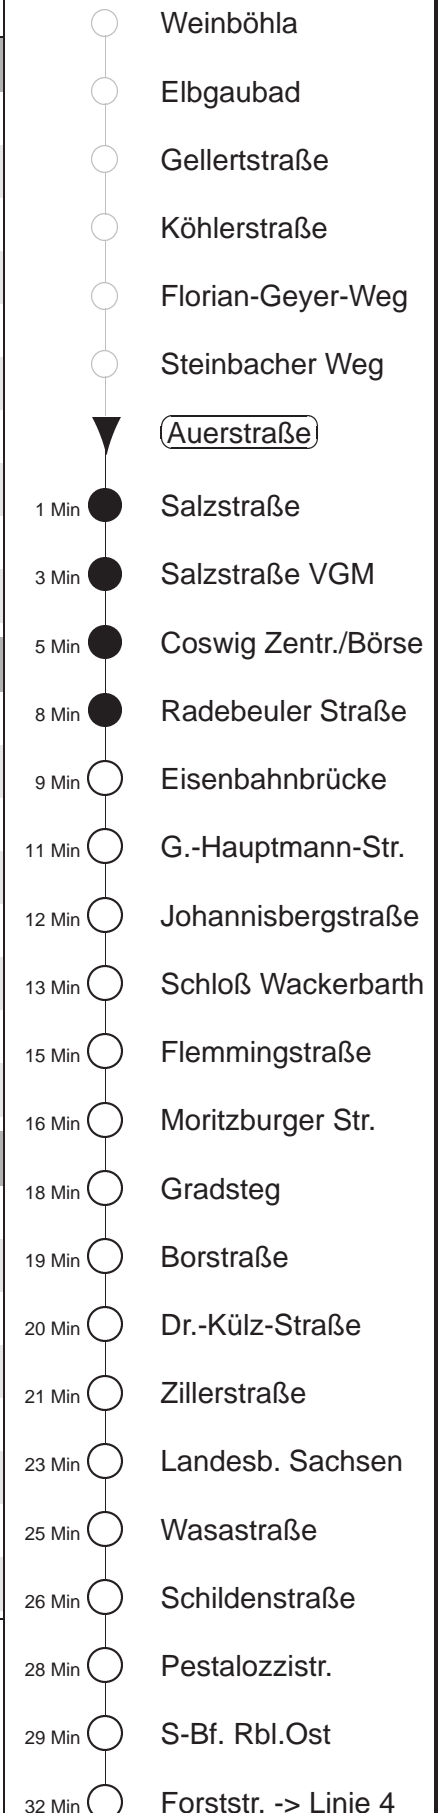 Weinböhla
Elbgaubad
Gellertstraße
Köhlerstraße
Florian-Geyer-Weg
Steinbacher Weg
Auerstraße
1 Min Salzstraße
3 Min Salzstraße VGM
5 Min Coswig Zentr./Börse
8 Min Radebeuler Straße
9 Min Eisenbahnbrücke
11 Min G.-Hauptmann-Str.
12 Min Johannisbergstraße
13 Min Schloß Wackerbarth
15 Min Flemmingstraße
16 Min Moritzburger Str.
18 Min Gradsteg
19 Min Borstraße
20 Min Dr.-Külz-Straße
21 Min Zillerstraße
23 Min Landesb. Sachsen
25 Min Wasastraße
26 Min Schildenstraße
28 Min Pestalozzistr.
29 Min S-Bf. Rbl.Ost
32 Min Forststr. -> Linie 4